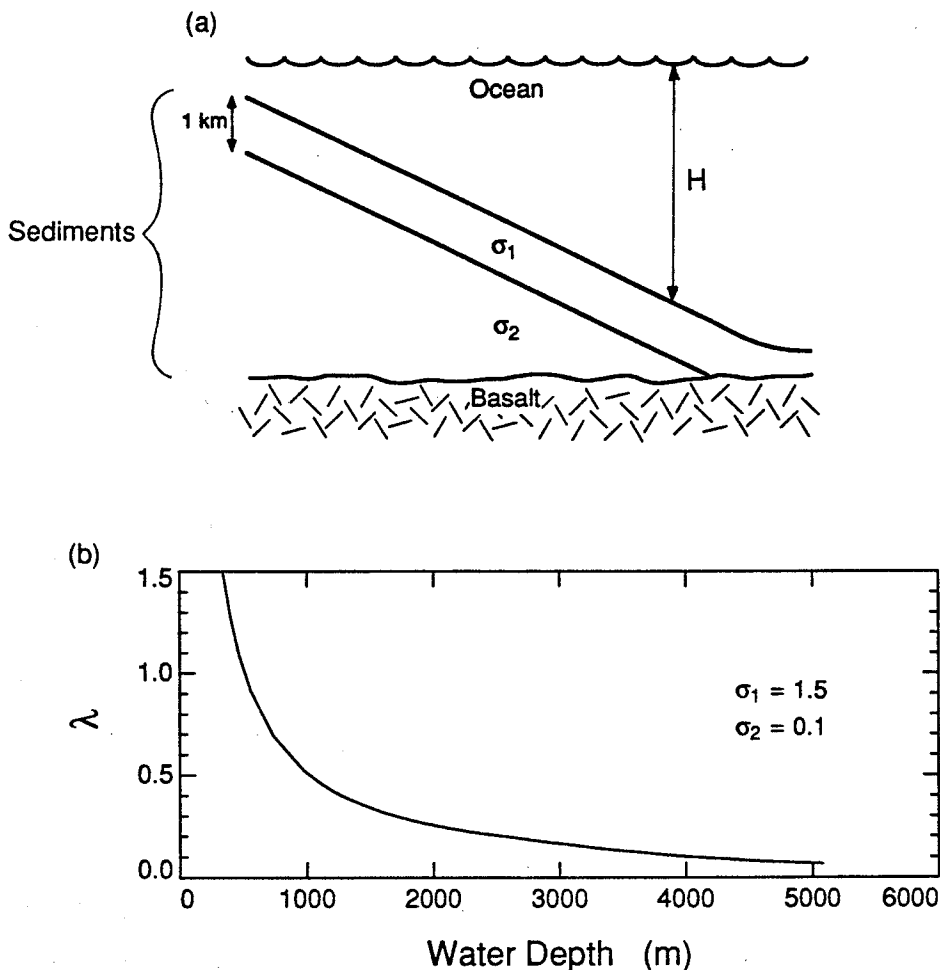 (a)
Ocean
1 km
H
Sediments
σ₁
σ₂
Basalt
(b)
1.5
1.0
0.5
0.0
λ
σ₁ = 1.5
σ₂ = 0.1
0 1000 2000 3000 4000 5000 6000
Water Depth (m)